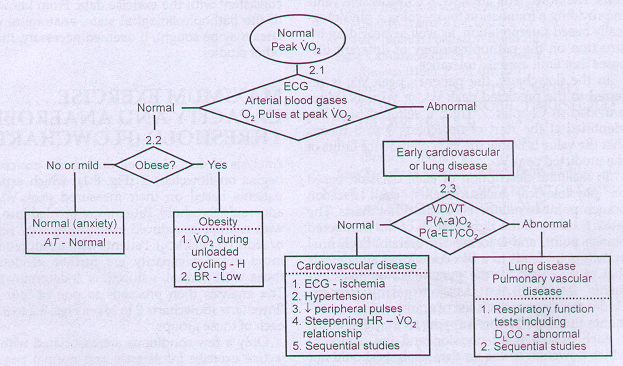 Normal
Peak V̇O2
2.1
ECG
Arterial blood gases
O2 Pulse at peak V̇O2
Normal
Abnormal
2.2
Obese?
No or mild
Yes
Early cardiovascular
or lung disease
2.3
VD/VT
P(A-a)O2
P(a-ET)CO2
Normal
Abnormal
Normal (anxiety)
AT - Normal
Obesity
1. V̇O2 during
unloaded
cycling - H
2. BR - Low
Cardiovascular disease
1. ECG - ischemia
2. Hypertension
3. ↓ peripheral pulses
4. Steepening HR – V̇O2
relationship
5. Sequential studies
Lung disease
Pulmonary vascular
disease
1. Respiratory function
tests including
DLCO - abnormal
2. Sequential studies